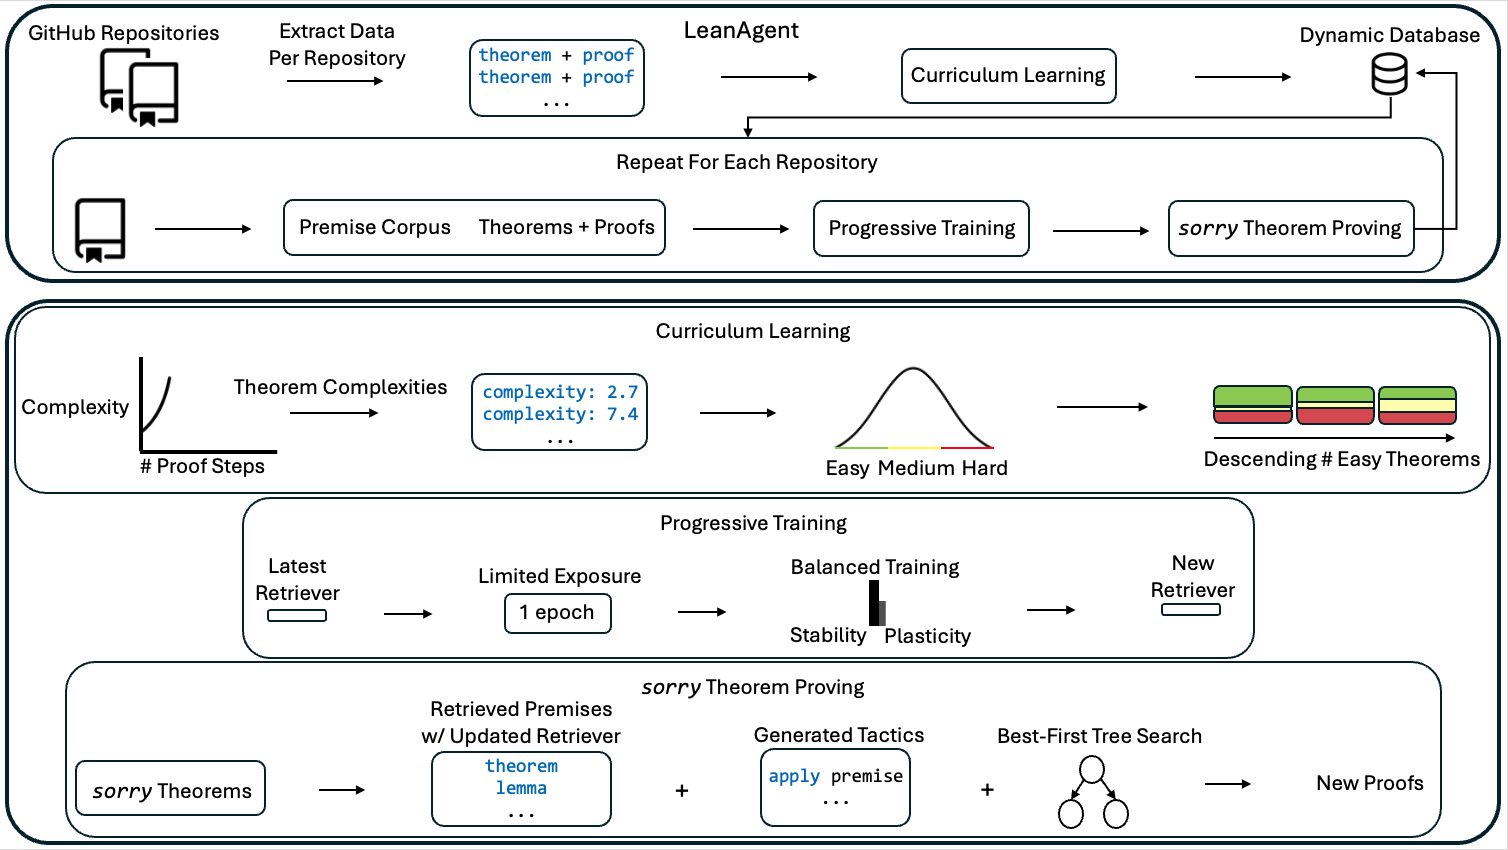 LeanAgent
GitHub Repositories
Extract Data
Per Repository
theorem + proof
theorem + proof
...
Curriculum Learning
Dynamic Database
Repeat For Each Repository
Premise Corpus Theorems + Proofs
Progressive Training
sorry Theorem Proving
Curriculum Learning
Complexity
# Proof Steps
Theorem Complexities
complexity: 2.7
complexity: 7.4
...
Easy Medium Hard
Descending # Easy Theorems
Progressive Training
Latest
Retriever
Limited Exposure
1 epoch
Balanced Training
Stability Plasticity
New
Retriever
sorry Theorem Proving
sorry Theorems
Retrieved Premises
w/ Updated Retriever
theorem
lemma
...
+
Generated Tactics
apply premise
...
+
Best-First Tree Search
New Proofs